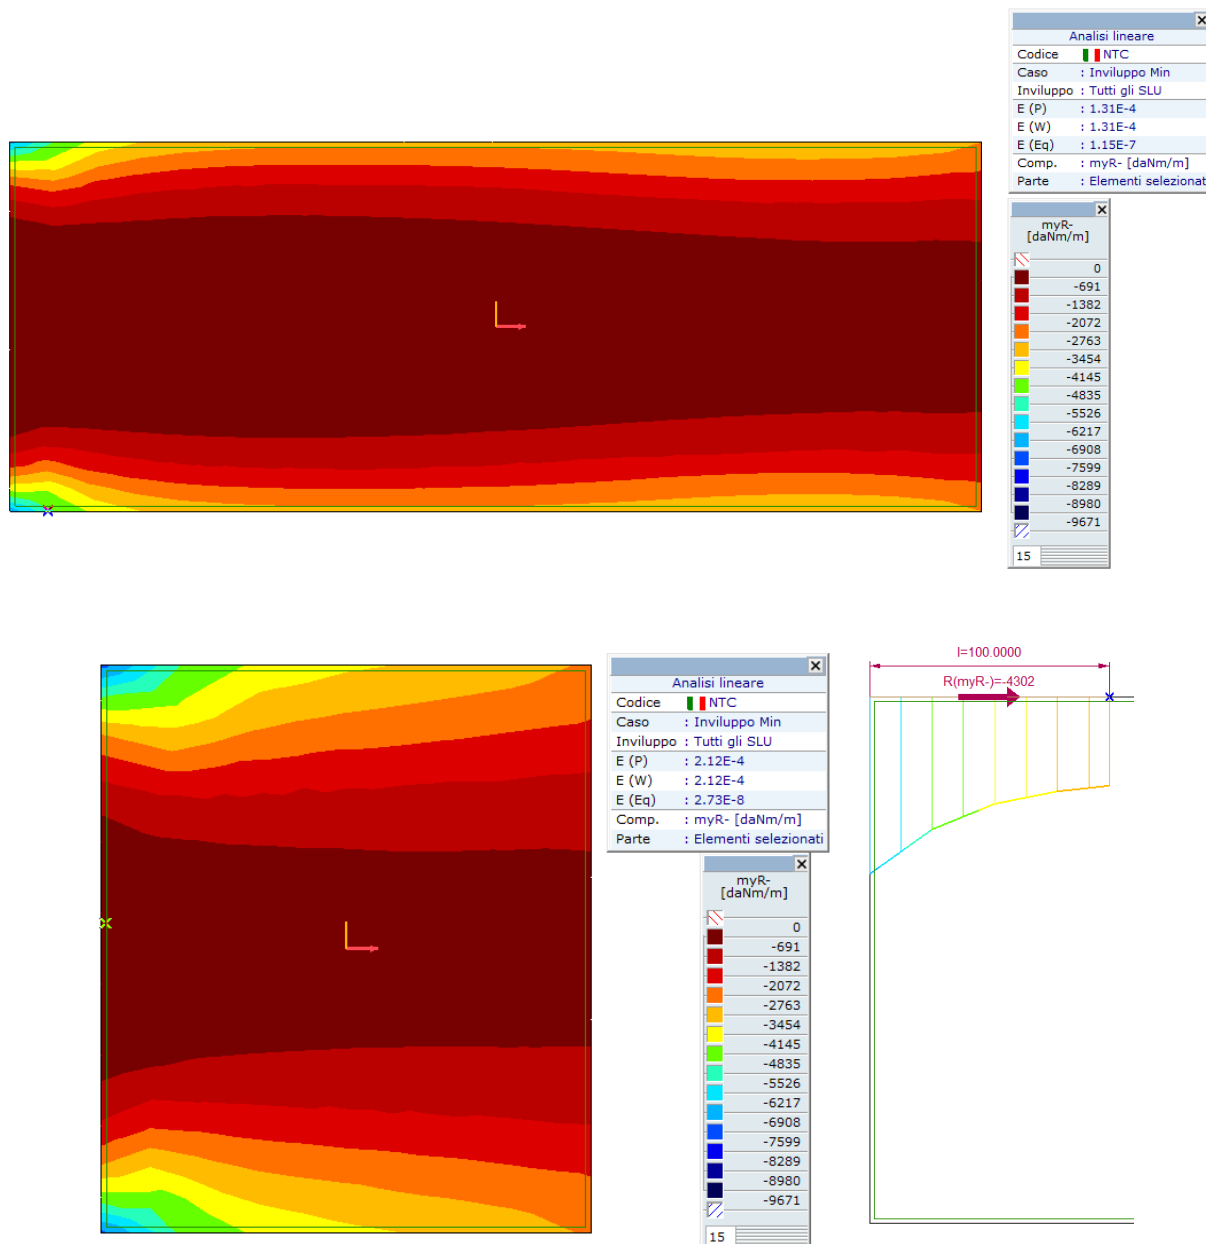 Analisi lineare
Codice NTC
Caso : Inviluppo Min
Inviluppo : Tutti gli SLU
E (P) : 1.31E-4
E (W) : 1.31E-4
E (Eq) : 1.15E-7
Comp. : myR- [daNm/m]
Parte : Elementi selezionat
myR-
[daNm/m]
0
-691
-1382
-2072
-2763
-3454
-4145
-4835
-5526
-6217
-6908
-7599
-8289
-8980
-9671
15
Analisi lineare
Codice NTC
Caso : Inviluppo Min
Inviluppo : Tutti gli SLU
E (P) : 2.12E-4
E (W) : 2.12E-4
E (Eq) : 2.73E-8
Comp. : myR- [daNm/m]
Parte : Elementi selezionati
myR-
[daNm/m]
0
-691
-1382
-2072
-2763
-3454
-4145
-4835
-5526
-6217
-6908
-7599
-8289
-8980
-9671
15
l=100.0000
R(myR-)=-4302